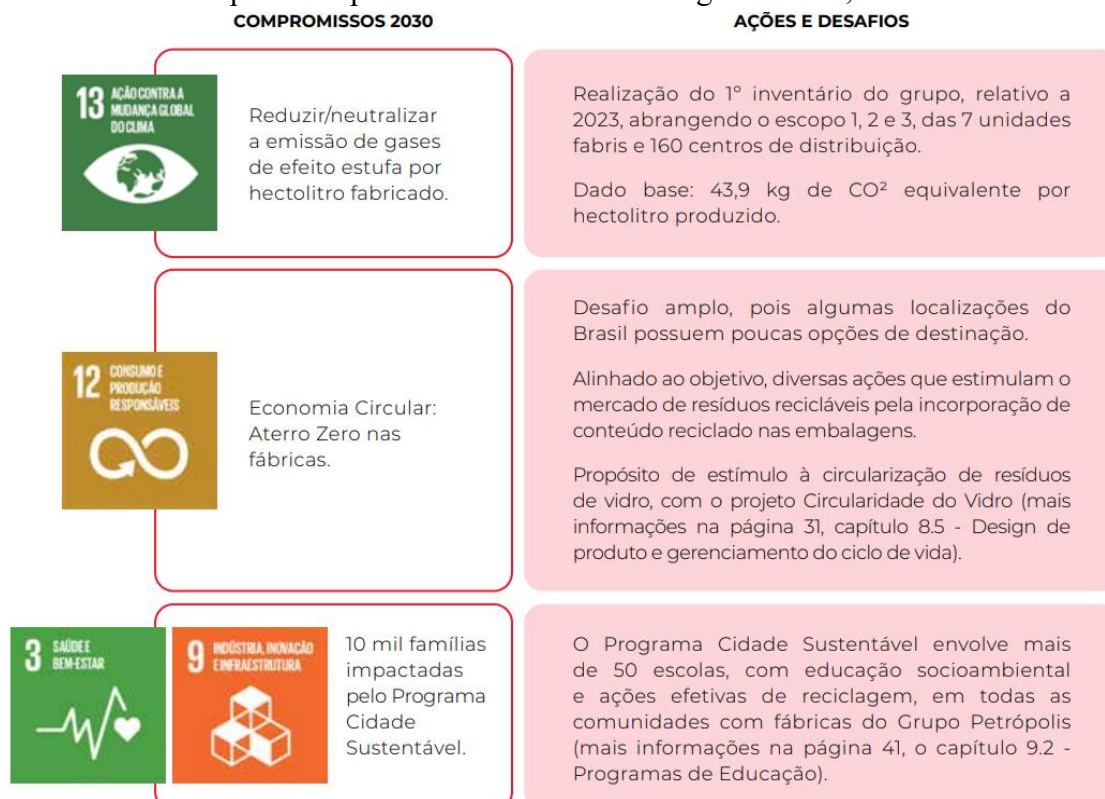 COMPROMISSOS 2030
AÇÕES E DESAFIOS
13 AÇÃO CONTRA A
MUDANÇA GLOBAL
DO CLIMA
Reduzir/neutralizar
a emissão de gases
de efeito estufa por
hectolitro fabricado.
Realização do 1º inventário do grupo, relativo a
2023, abrangendo o escopo 1, 2 e 3, das 7 unidades
fabris e 160 centros de distribuição.
Dado base: 43,9 kg de CO² equivalente por
hectolitro produzido.
12 CONSUMO E
PRODUÇÃO
RESPONSÁVEIS
Economia Circular:
Aterro Zero nas
fábricas.
Desafio amplo, pois algumas localizações do
Brasil possuem poucas opções de destinação.
Alinhado ao objetivo, diversas ações que estimulam o
mercado de resíduos recicláveis pela incorporação de
conteúdo reciclado nas embalagens.
Propósito de estímulo à circularização de resíduos
de vidro, com o projeto Circularidade do Vidro (mais
informações na página 31, capítulo 8.5 - Design de
produto e gerenciamento do ciclo de vida).
3 SAÚDE E
BEM-ESTAR
9 INDÚSTRIA, INOVAÇÃO
E INFRAESTRUTURA
10 mil famílias
impactadas
pelo Programa
Cidade
Sustentável.
O Programa Cidade Sustentável envolve mais
de 50 escolas, com educação socioambiental
e ações efetivas de reciclagem, em todas as
comunidades com fábricas do Grupo Petrópolis
(mais informações na página 41, o capítulo 9.2 -
Programas de Educação).